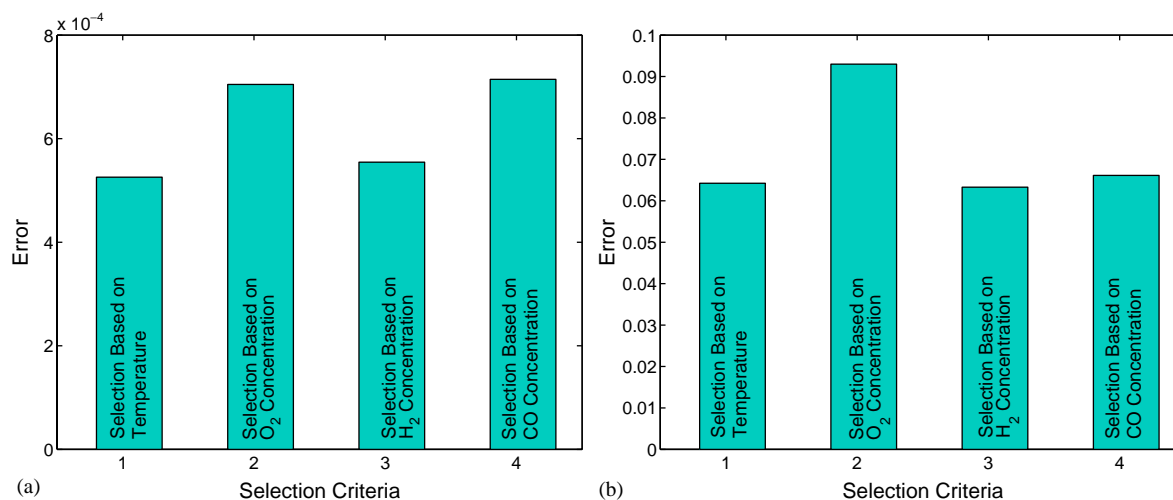 x 10⁻⁴
8
6
4
2
0
Error
Selection Based on
Temperature
Selection Based on
O₂ Concentration
Selection Based on
H₂ Concentration
Selection Based on
CO Concentration
1
2
3
4
Selection Criteria
(a)
0.1
0.09
0.08
0.07
0.06
0.05
0.04
0.03
0.02
0.01
0
Error
Selection Based on
Temperature
Selection Based on
O₂ Concentration
Selection Based on
H₂ Concentration
Selection Based on
CO Concentration
1
2
3
4
Selection Criteria
(b)